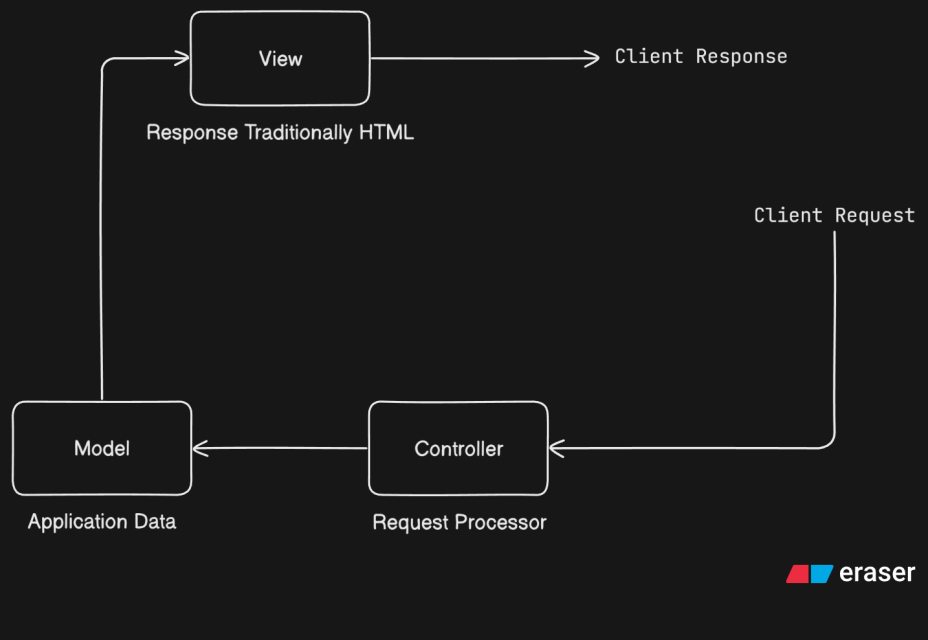 View
Client Response
Response Traditionally HTML
Client Request
Model
Controller
Application Data
Request Processor
eraser